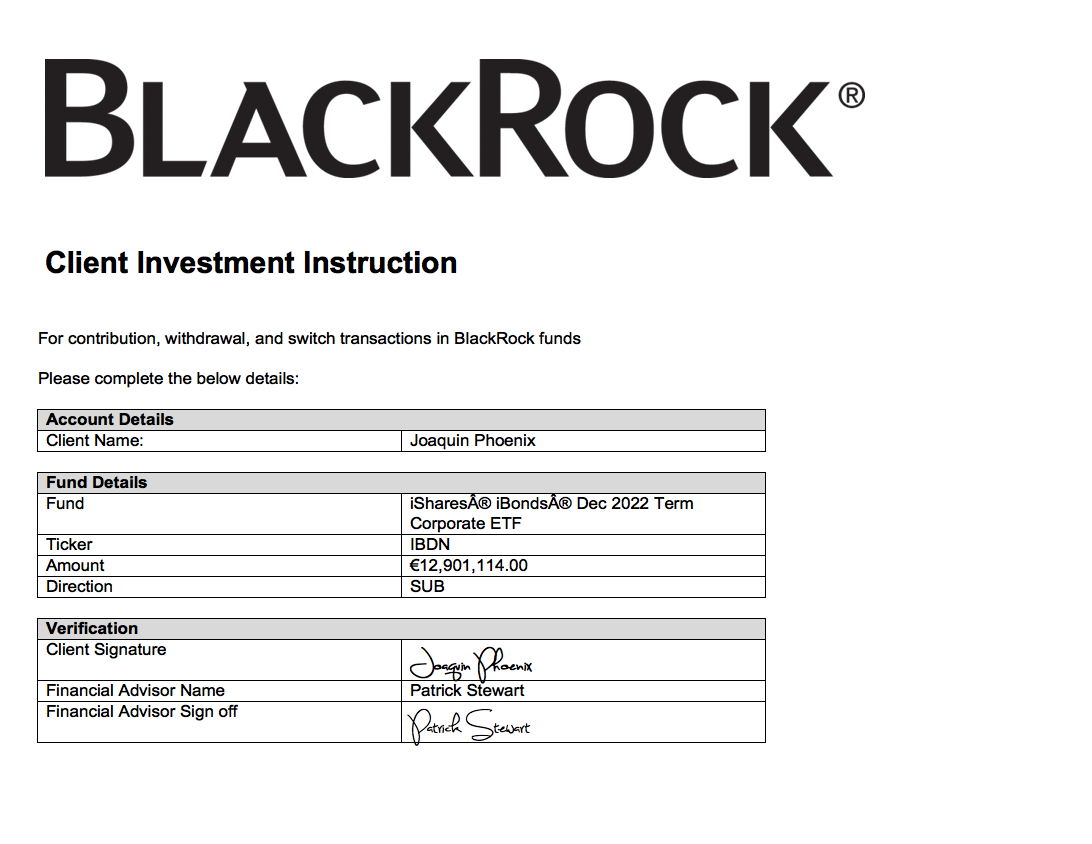 BLACKROCK®
Client Investment Instruction
For contribution, withdrawal, and switch transactions in BlackRock funds
Please complete the below details:
Account Details
Client Name: Joaquin Phoenix
Fund Details
Fund iSharesÂ® iBondsÂ® Dec 2022 Term
Corporate ETF
Ticker IBDN
Amount €12,901,114.00
Direction SUB
Verification
Client Signature Joaquin Phoenix
Financial Advisor Name Patrick Stewart
Financial Advisor Sign off Patrick Stewart